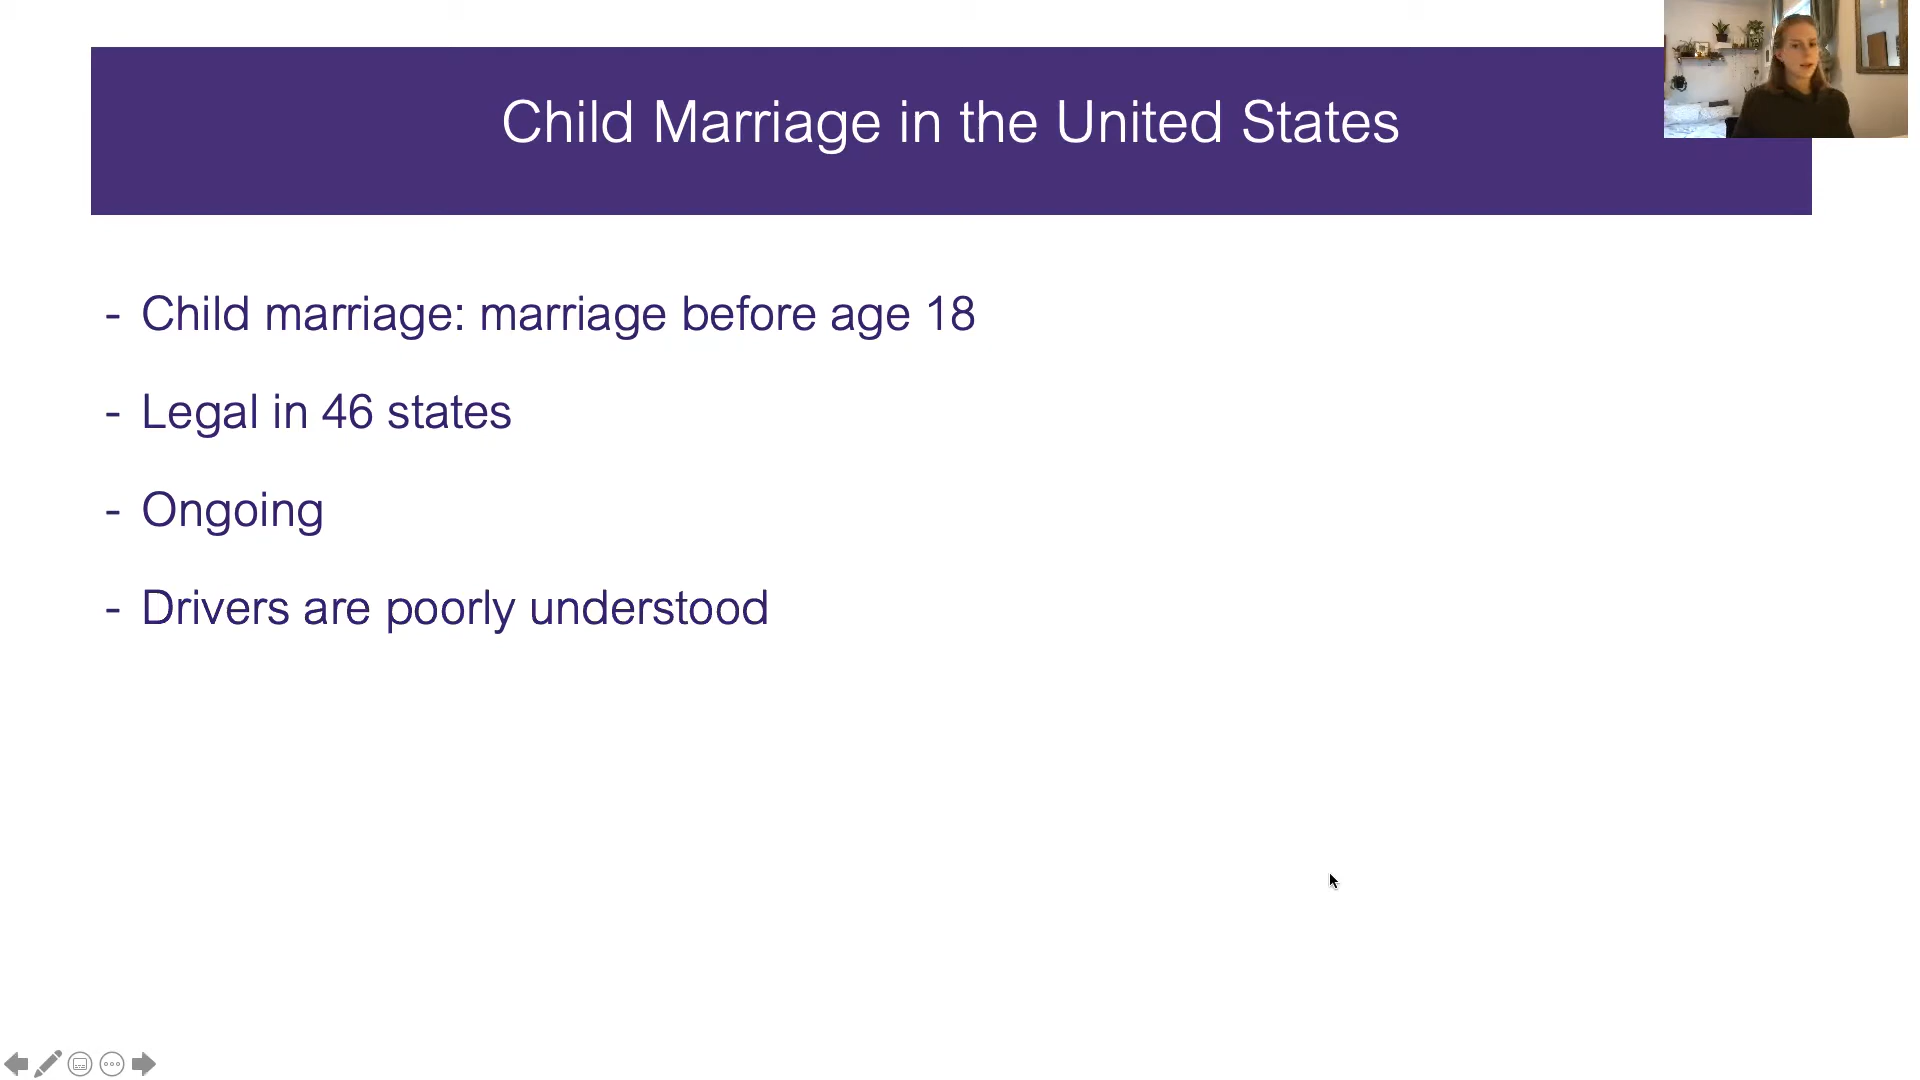 Child Marriage in the United States
- Child marriage: marriage before age 18
- Legal in 46 states
- Ongoing
- Drivers are poorly understood